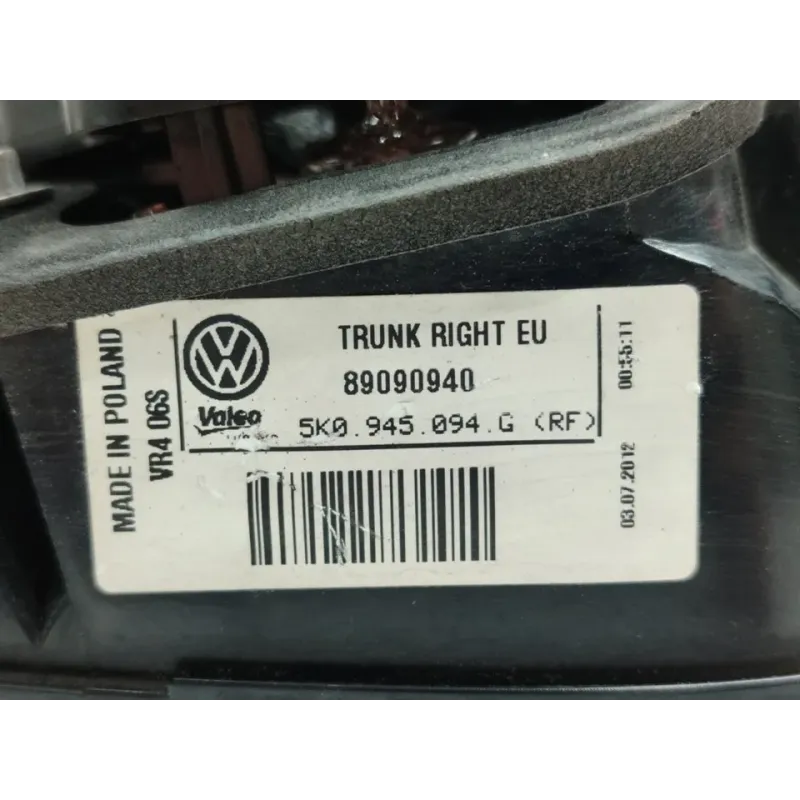 MADE IN POLAND
VR4 06S
TRUNK RIGHT EU
89090940
Valeo
5K0.945.094.G (RF)
03.07.2012 00:55:11